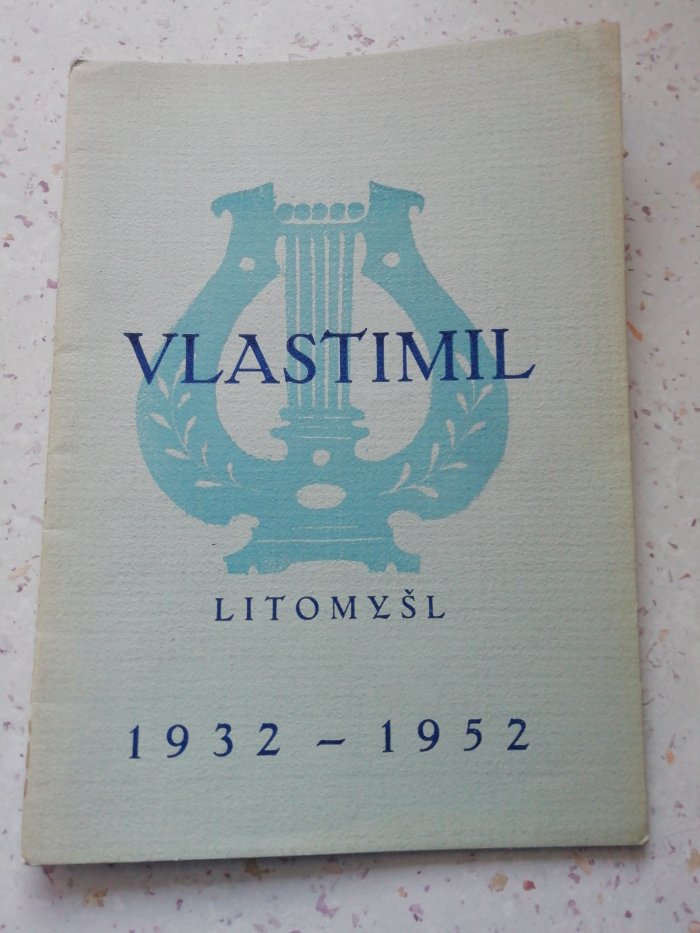 VLASTIMIL
LITOMYŠL
1932 – 1952